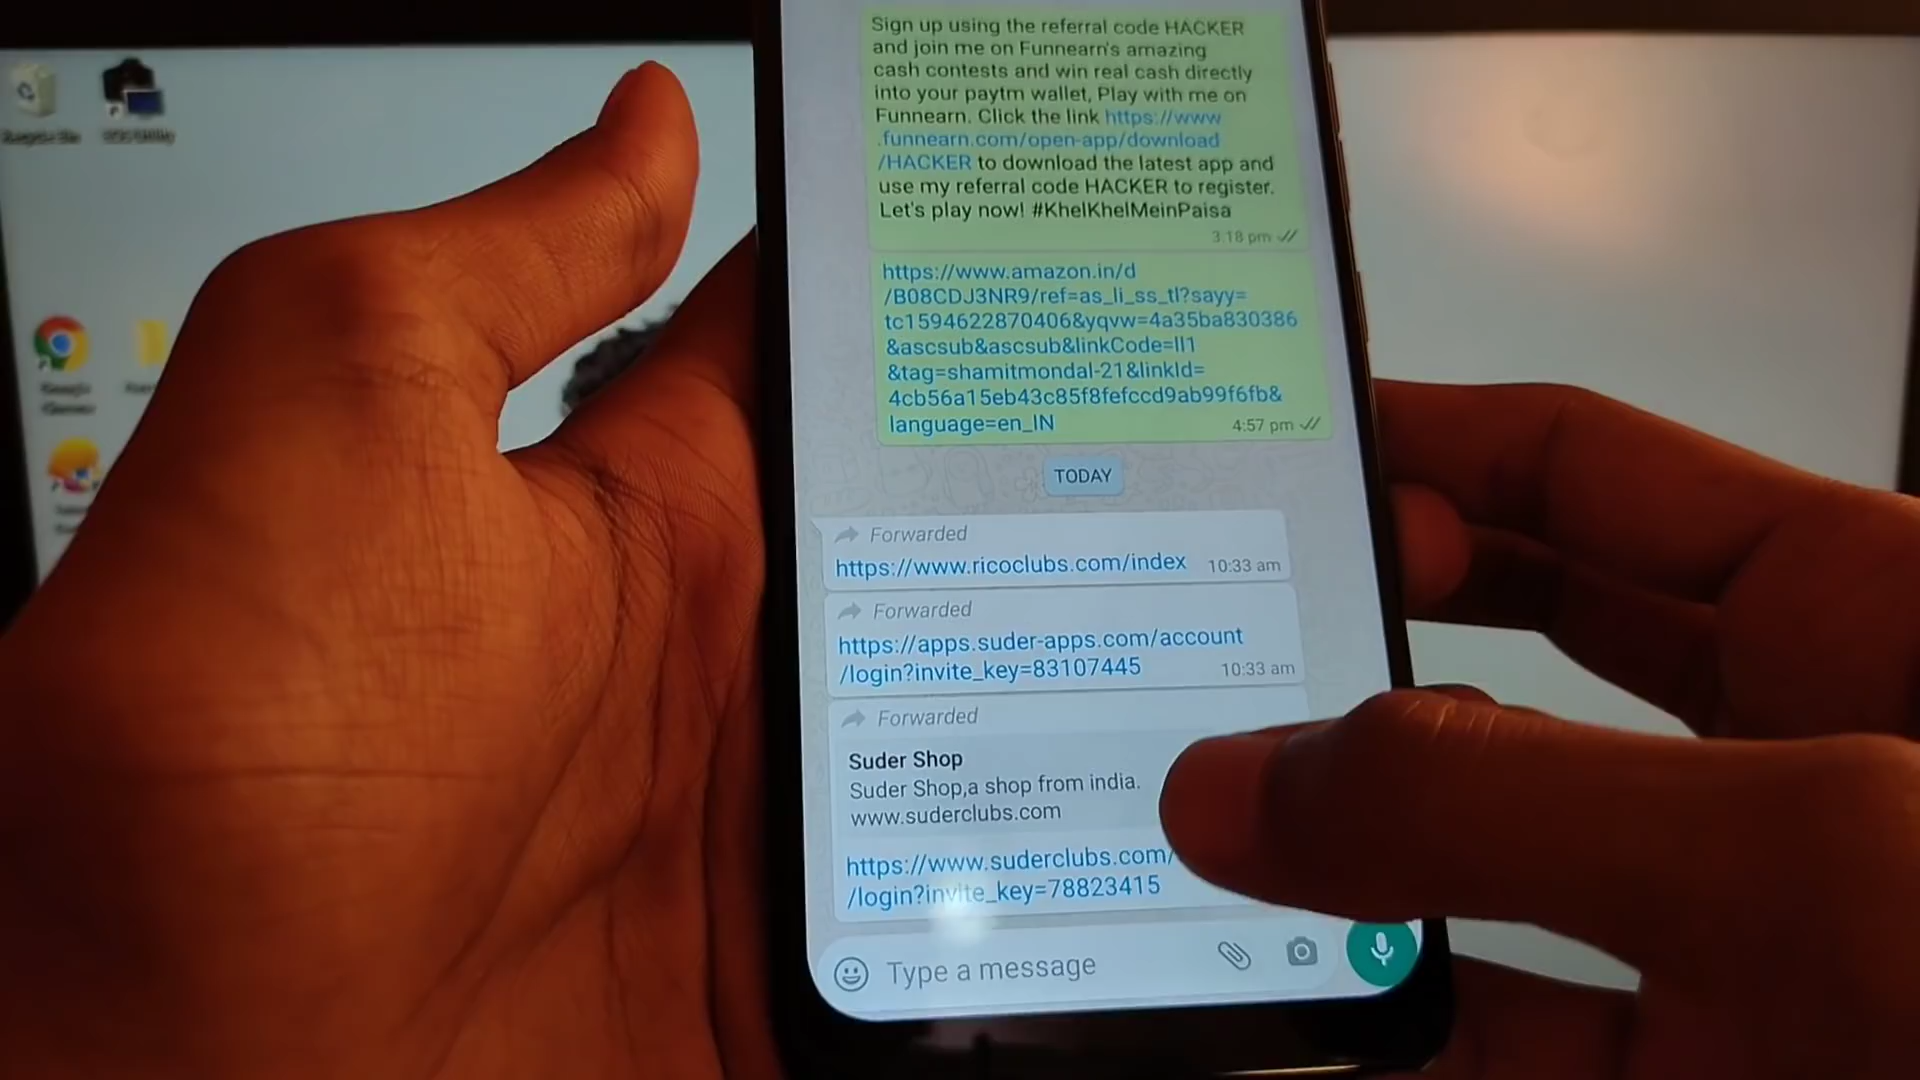 Sign up using the referral code HACKER
and join me on Funnearn's amazing
cash contests and win real cash directly
into your paytm wallet, Play with me on
Funnearn. Click the link https://www
.funnearn.com/open-app/download
/HACKER to download the latest app and
use my referral code HACKER to register.
Let's play now! #KhelKhelMeinPaisa
3:18 pm
https://www.amazon.in/d
/B08CDJ3NR9/ref=as_li_ss_tl?sayy=
tc1594622870406&yqvw=4a35ba830386
&ascsub&ascsub&linkCode=ll1
&tag=shamitmondal-21&linkId=
4cb56a15eb43c85f8fefccd9ab99f6fb&
language=en_IN 4:57 pm
TODAY
Forwarded
https://www.ricoclubs.com/index 10:33 am
Forwarded
https://apps.suder-apps.com/account
/login?invite_key=83107445 10:33 am
Forwarded
Suder Shop
Suder Shop,a shop from india.
www.suderclubs.com
https://www.suderclubs.com/
/login?invite_key=78823415
Type a message
Google
Chrome